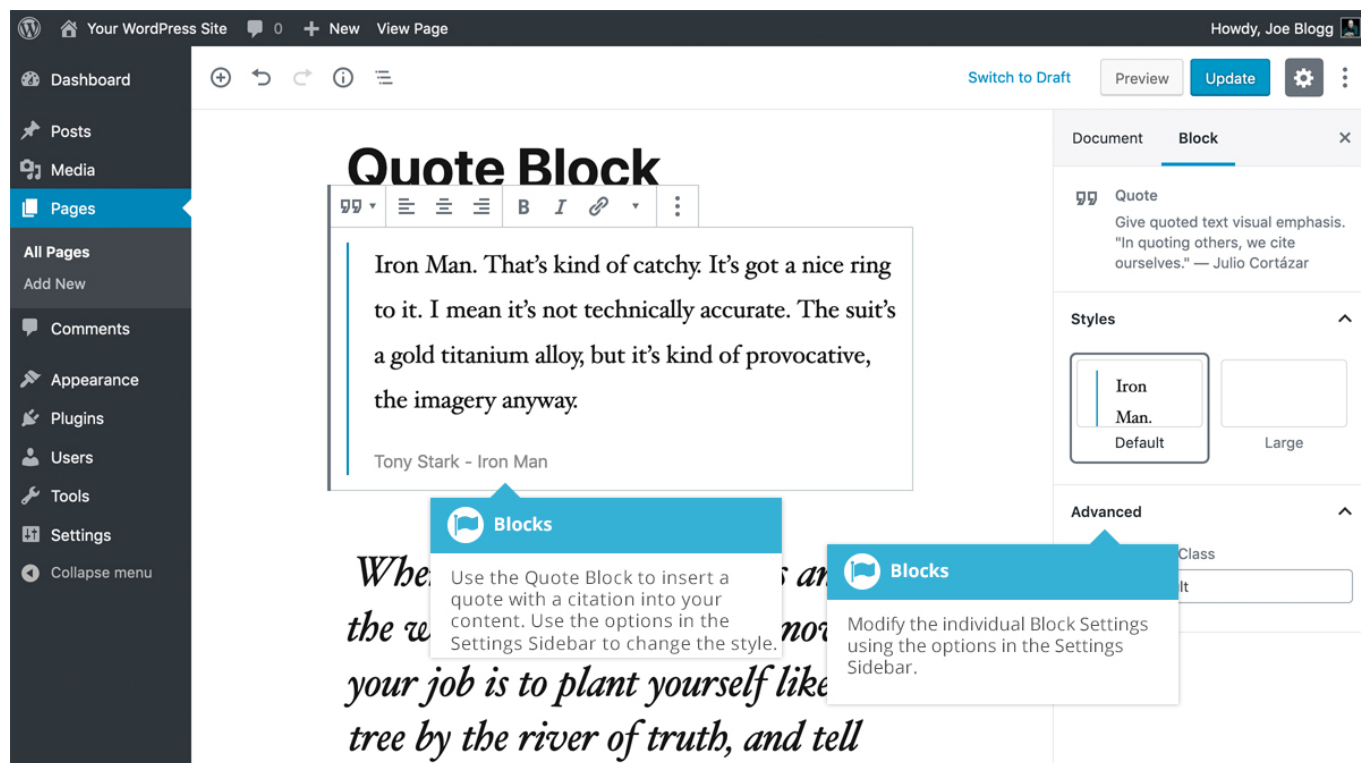 Your WordPress Site 0 New View Page Howdy, Joe Blogg
Dashboard
Posts
Media
Pages
All Pages
Add New
Comments
Appearance
Plugins
Users
Tools
Settings
Collapse menu
Switch to Draft Preview Update
Quote Block
B I
Iron Man. That’s kind of catchy. It’s got a nice ring
to it. I mean it’s not technically accurate. The suit’s
a gold titanium alloy, but it’s kind of provocative,
the imagery anyway.
Tony Stark - Iron Man
Blocks
Use the Quote Block to insert a
quote with a citation into your
content. Use the options in the
Settings Sidebar to change the style.
the
your job is to plant yourself like
tree by the river of truth, and tell
Document Block
Quote
Give quoted text visual emphasis.
"In quoting others, we cite
ourselves." — Julio Cortázar
Styles
Iron
Man.
Default Large
Advanced
Class
Blocks
Modify the individual Block Settings
using the options in the Settings
Sidebar.